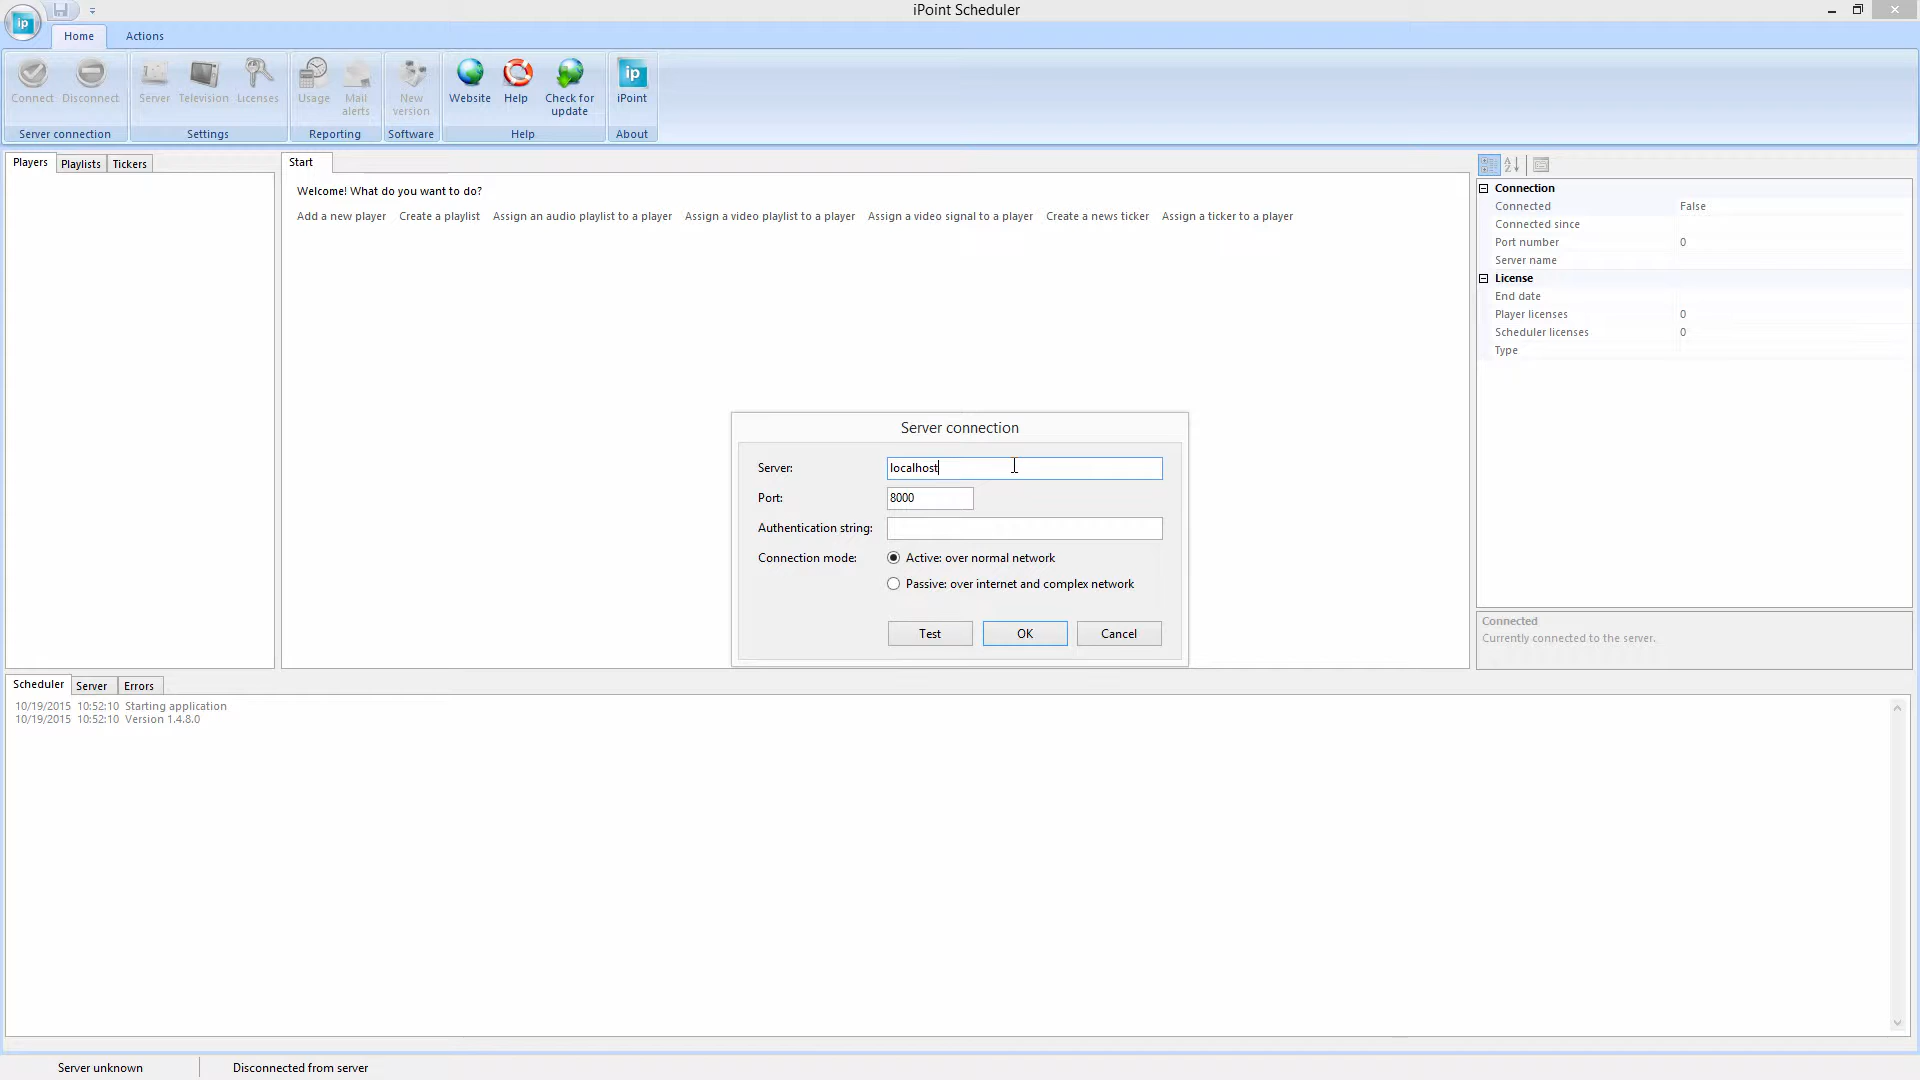 iPoint Scheduler
ip
Home Actions
Connect Disconnect Server Television Licenses Usage Mail alerts New version Website Help Check for update ip iPoint
Server connection Settings Reporting Software Help About
Players Playlists Tickers
Start
Welcome! What do you want to do?
Add a new player Create a playlist Assign an audio playlist to a player Assign a video playlist to a player Assign a video signal to a player Create a news ticker Assign a ticker to a player
Connection
Connected False
Connected since
Port number 0
Server name
License
End date
Player licenses 0
Scheduler licenses 0
Type
Connected
Currently connected to the server.
Server connection
Server: localhost
Port: 8000
Authentication string:
Connection mode: Active: over normal network
Passive: over internet and complex network
Test OK Cancel
Scheduler Server Errors
10/19/2015 10:52:10 Starting application
10/19/2015 10:52:10 Version 1.4.8.0
Server unknown Disconnected from server